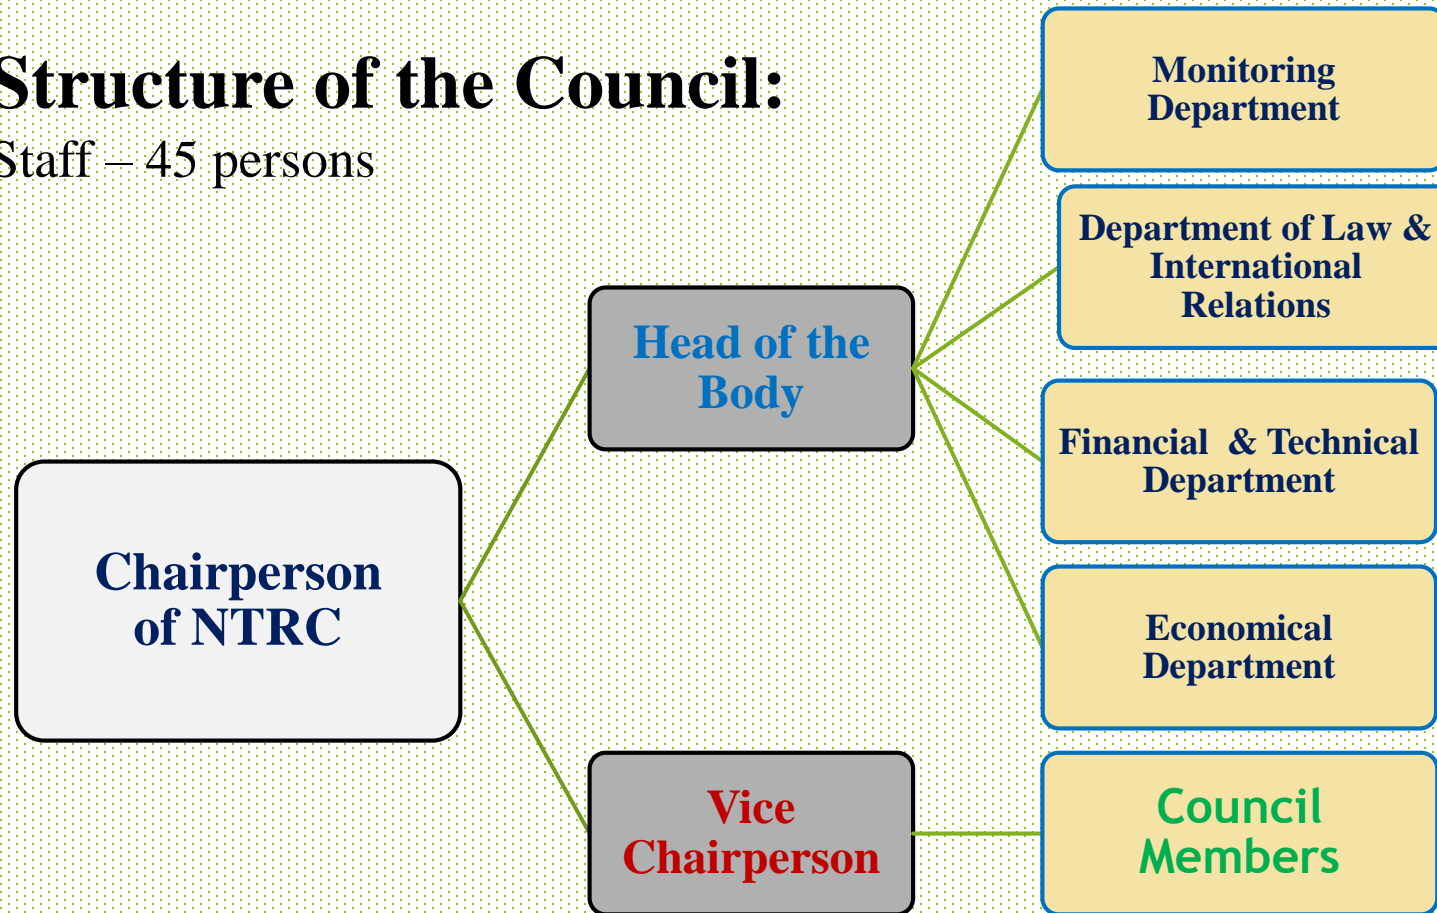 Structure of the Council:
Staff – 45 persons
Chairperson
of NTRC
Head of the
Body
Vice
Chairperson
Monitoring
Department
Department of Law &
International
Relations
Financial & Technical
Department
Economical
Department
Council
Members